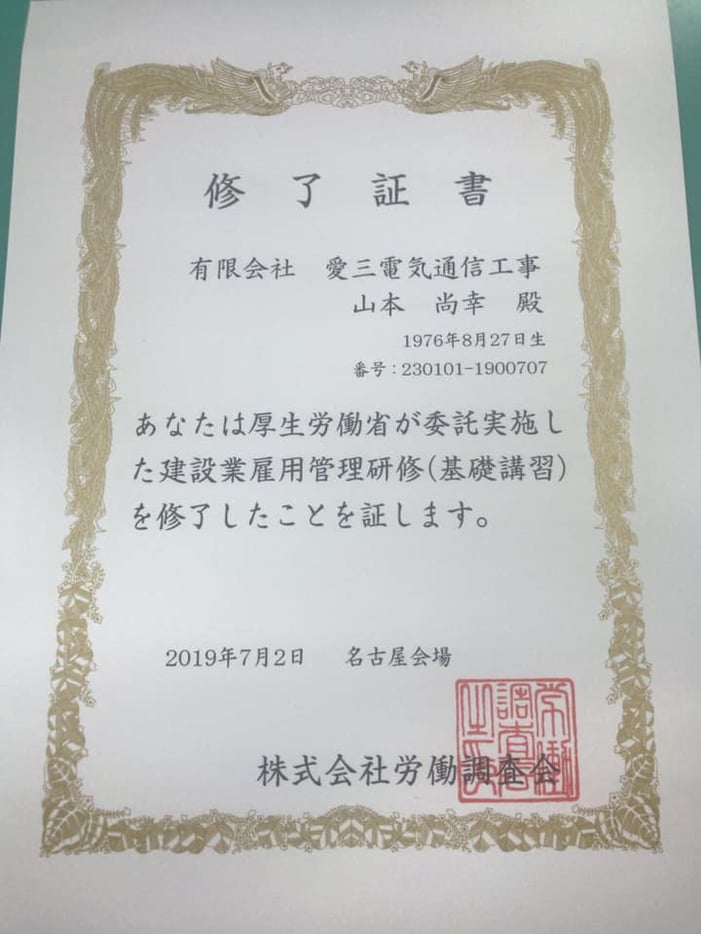 修了証書
有限会社　愛三電気通信工事
山本　尚幸　殿
1976年8月27日生
番号：230101-1900707
あなたは厚生労働省が委託実施し
た建設業雇用管理研修(基礎講習)
を修了したことを証します。
2019年7月2日　名古屋会場
株式会社労働調査会